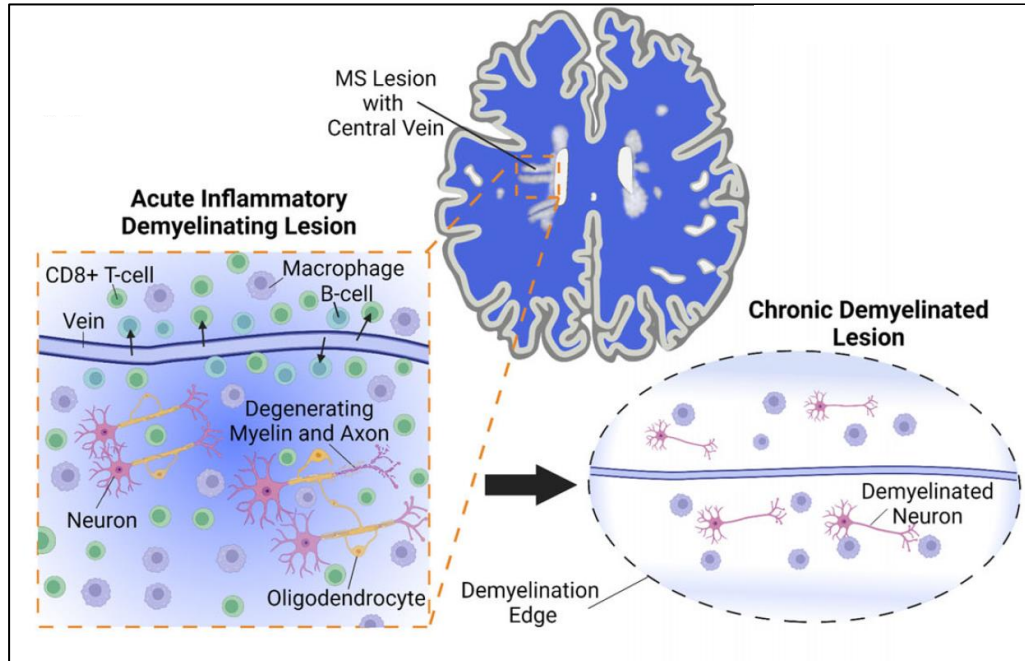 MS Lesion
with
Central Vein
Acute Inflammatory
Demyelinating Lesion
CD8+ T-cell
Macrophage
B-cell
Vein
Degenerating
Myelin and Axon
Neuron
Oligodendrocyte
Chronic Demyelinated
Lesion
Demyelinated
Neuron
Demyelination
Edge